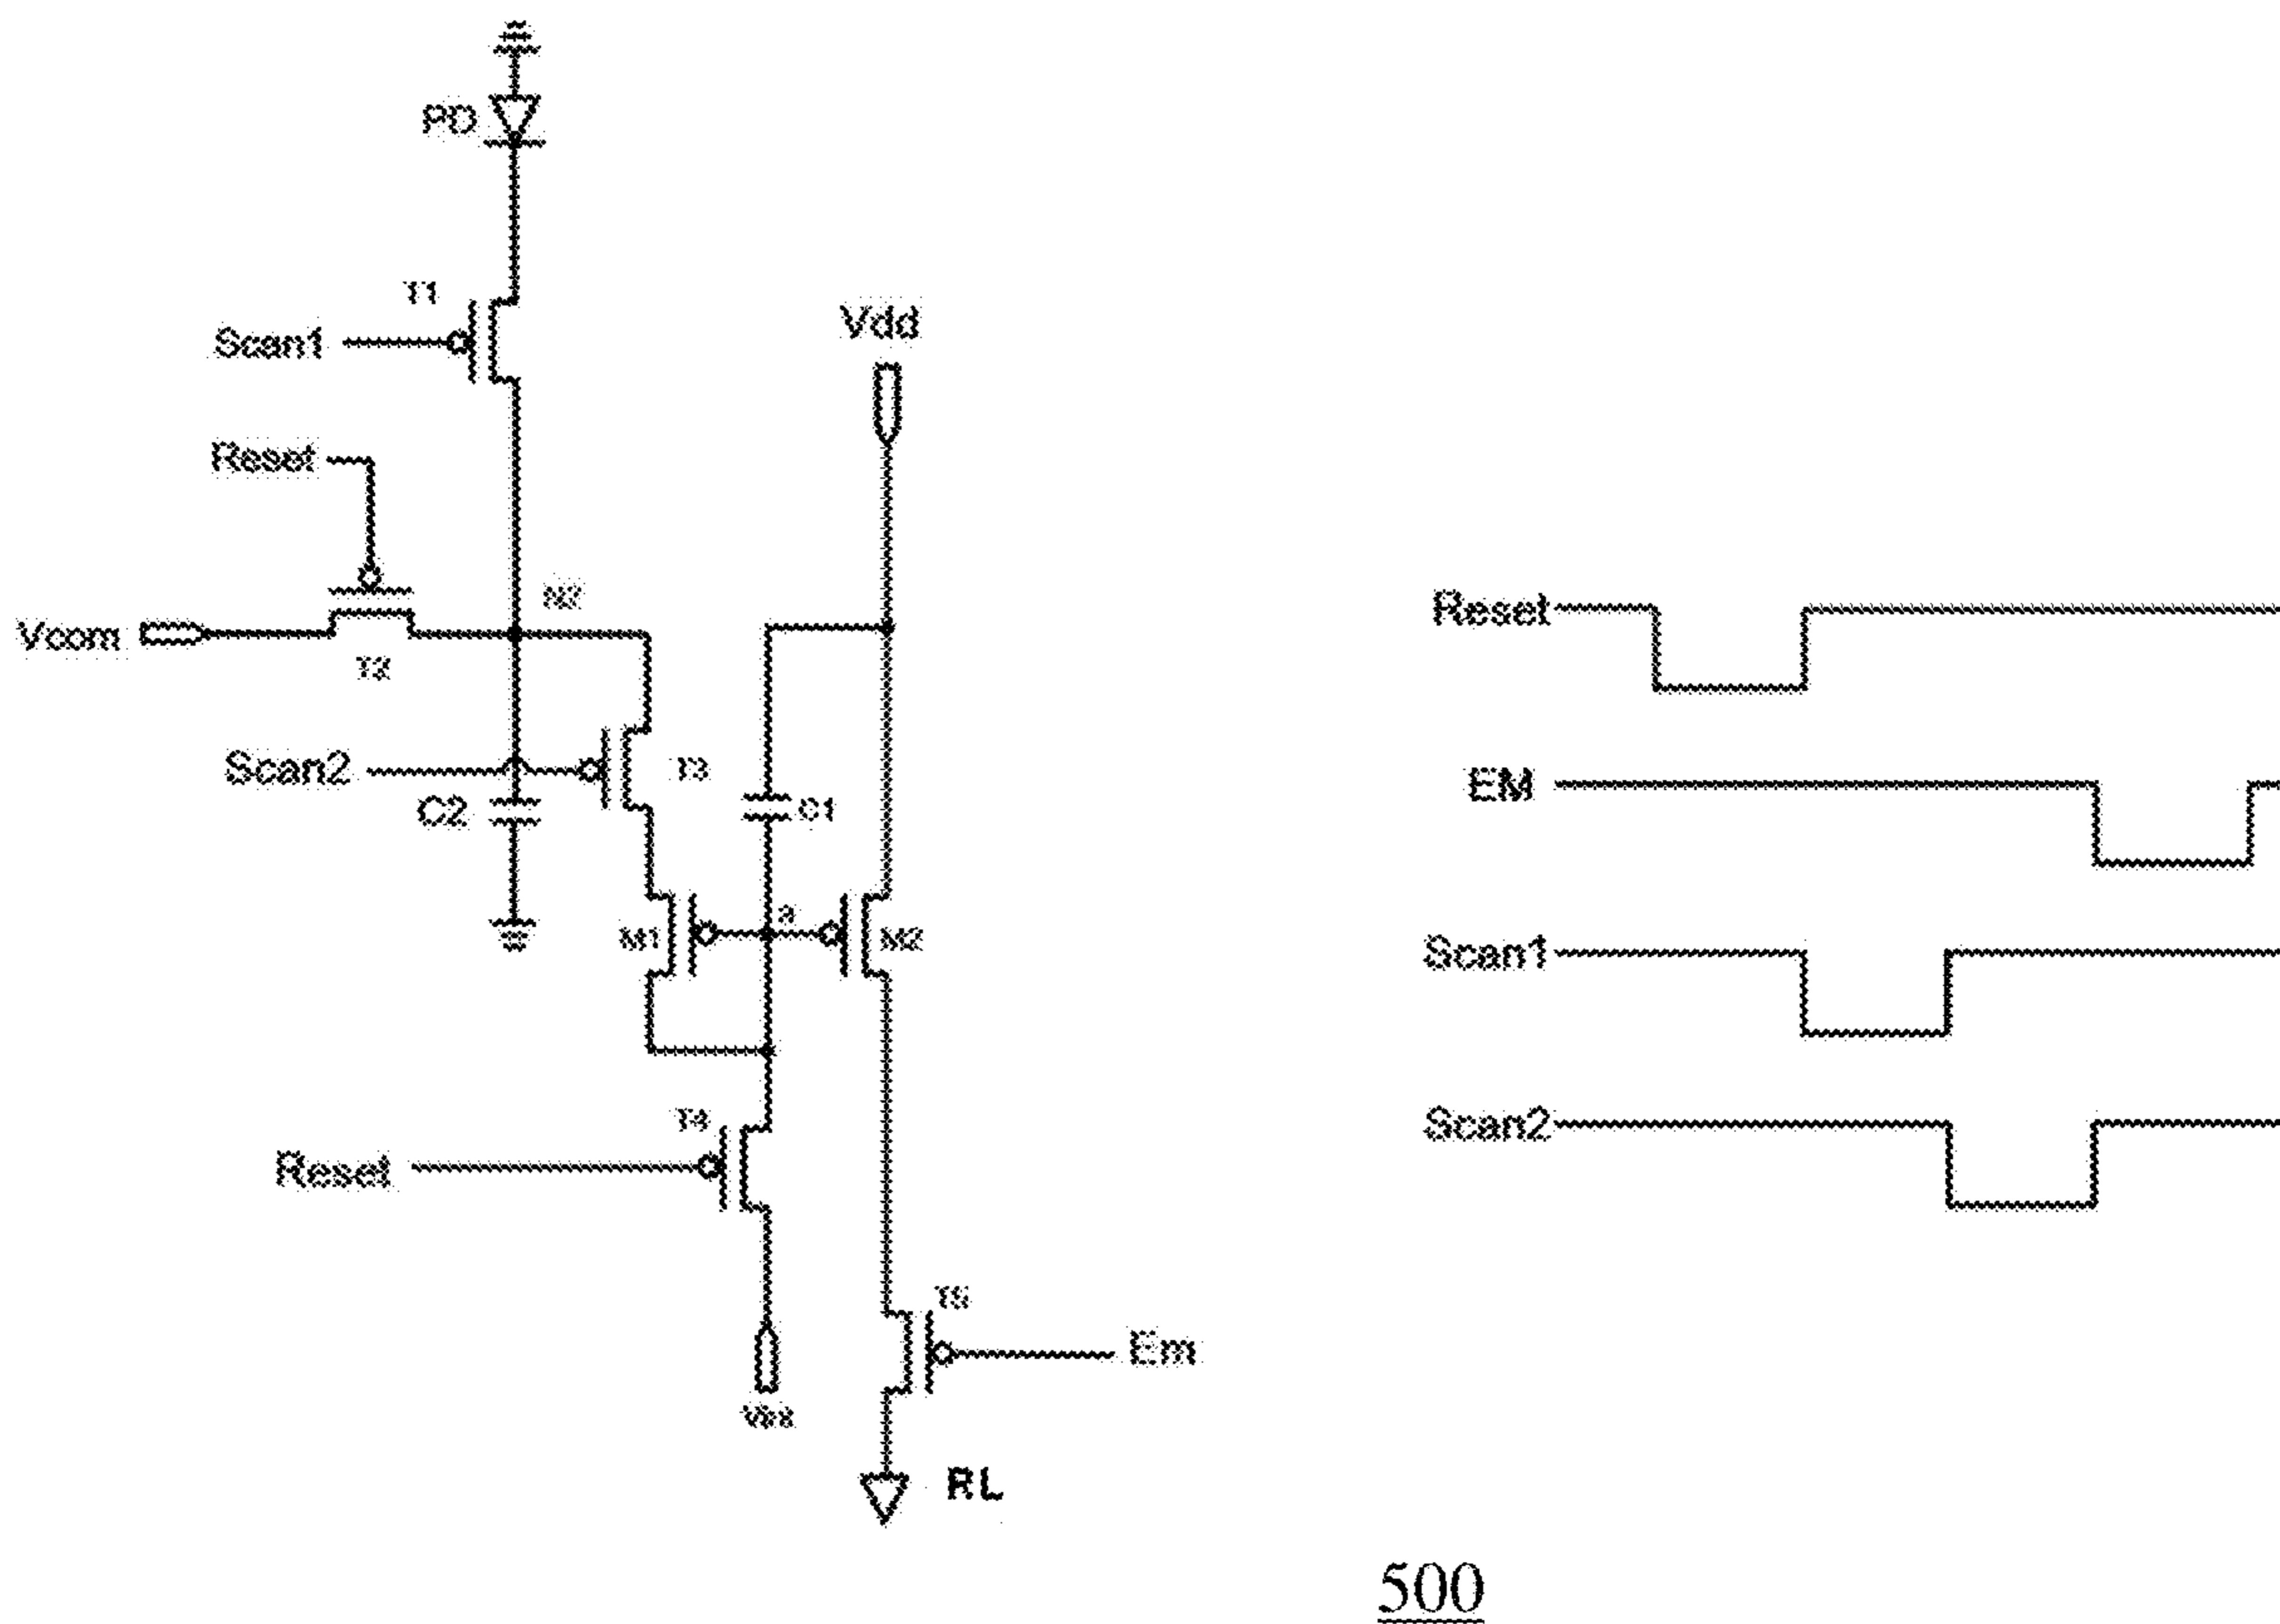 PD
T1
Scan1
Vdd
Reset
N2
Vcom
T2
Scan2
T3
C2
C1
a
M1
M2
T4
Reset
T5
Em
RL
Reset
EM
Scan1
Scan2
500